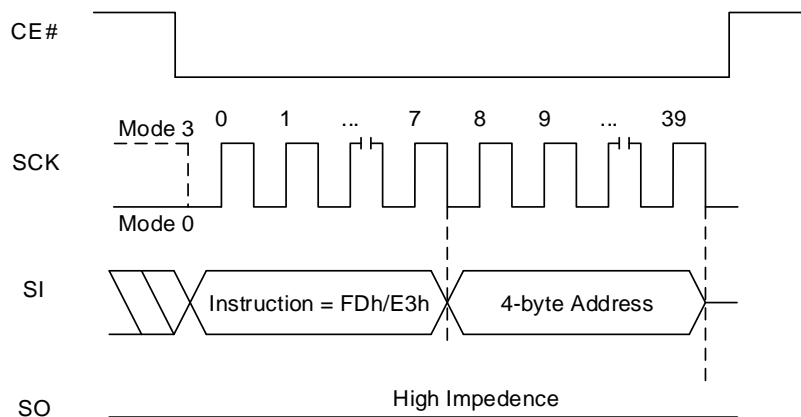 CE#
0 1 ... 7 8 9 ... 39
Mode 3
SCK
Mode 0
SI
Instruction = FDh/E3h
4-byte Address
High Impedence
SO